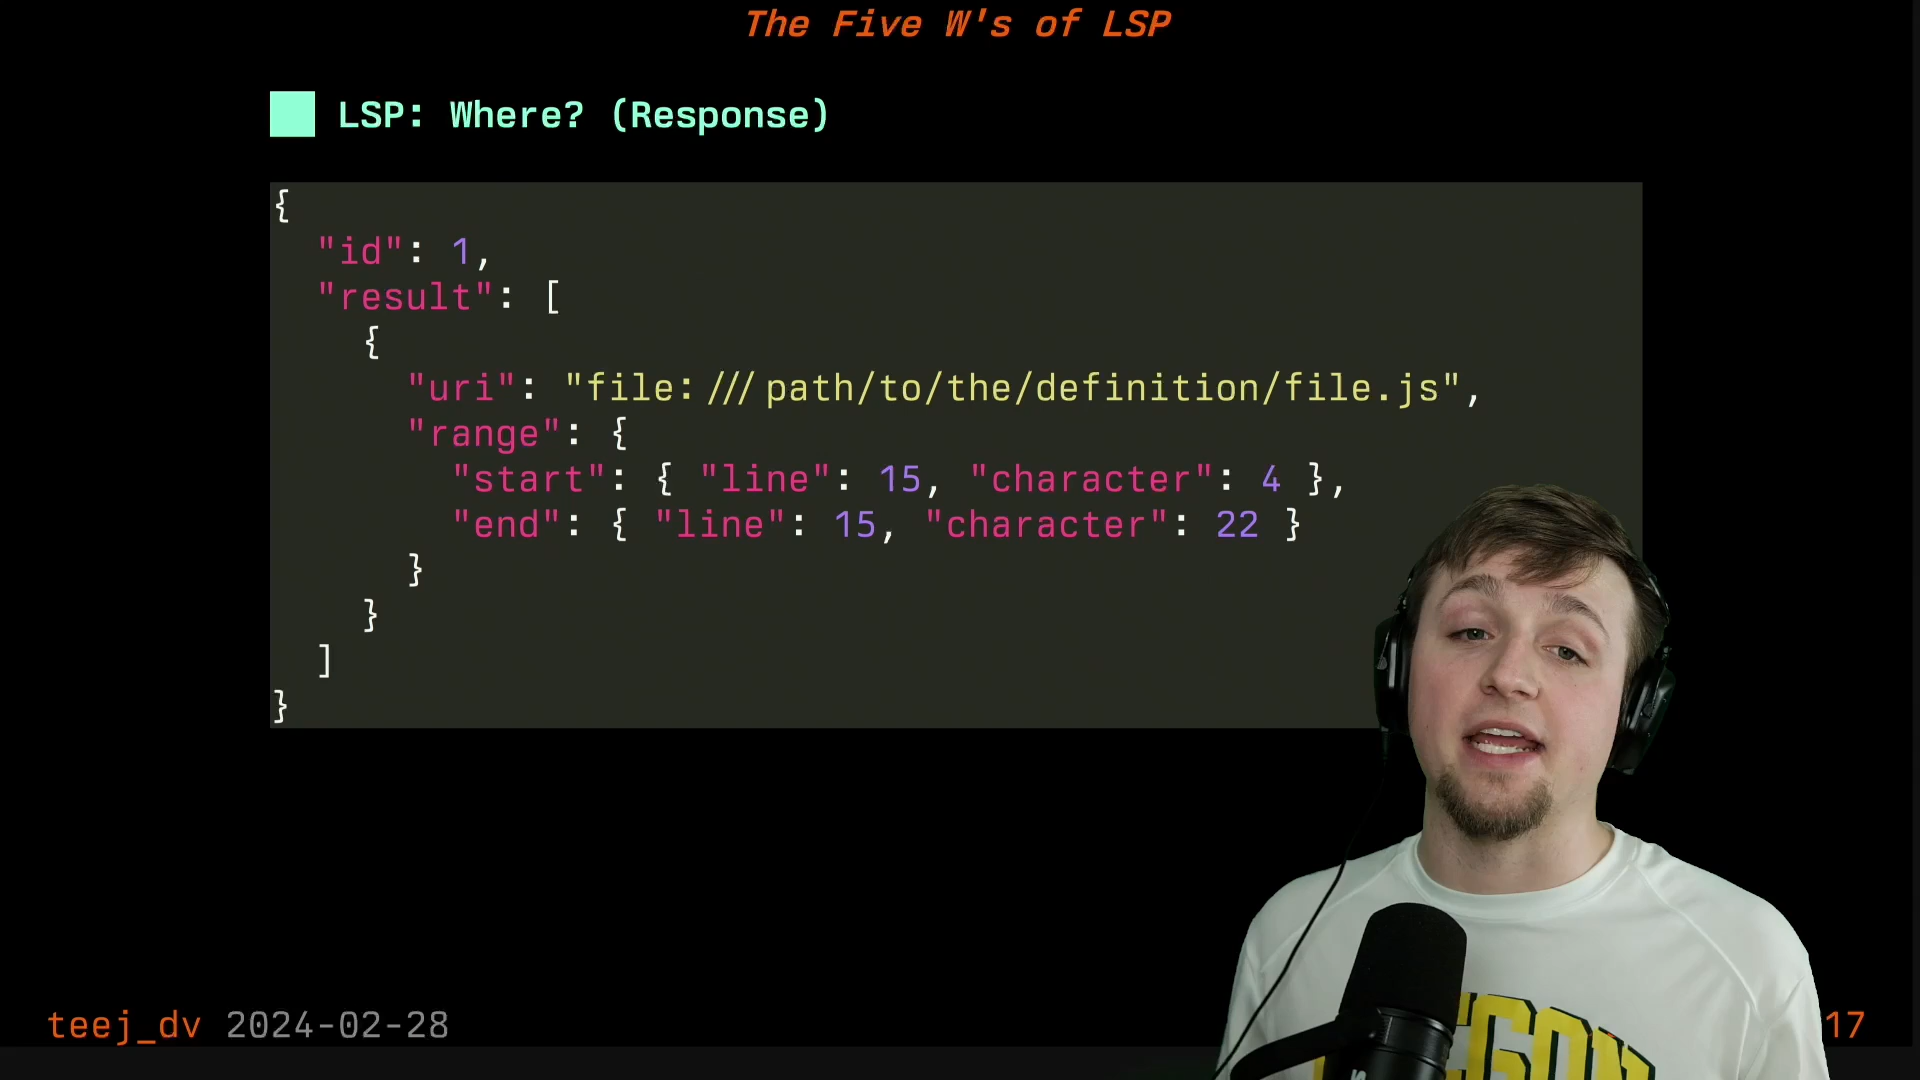 The Five W's of LSP
LSP: Where? (Response)
{
"id": 1,
"result": [
{
"uri": "file:///path/to/the/definition/file.js",
"range": {
"start": { "line": 15, "character": 4 },
"end": { "line": 15, "character": 22 }
}
}
]
}
teej_dv 2024-02-28
17